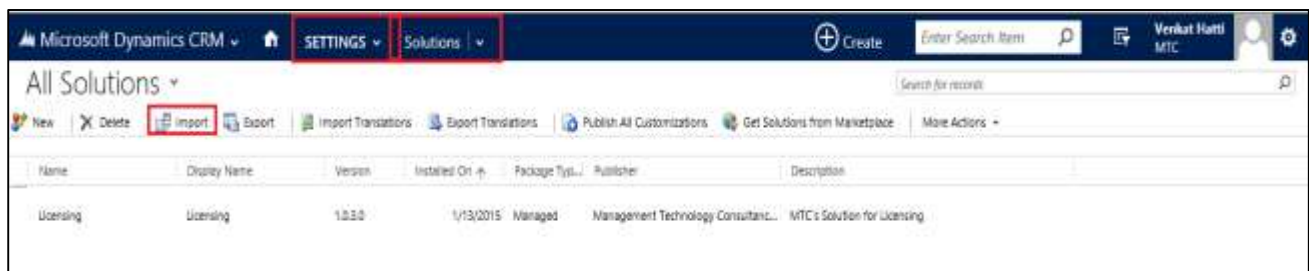 Microsoft Dynamics CRM SETTINGS Solutions Create Enter Search Item Venkat Hatti
MTC
All Solutions Search for records
New Delete Import Export Import Translations Export Translations Publish All Customizations Get Solutions from Marketplace More Actions
Name Display Name Version Installed On Package Typ... Publisher Description
Licensing Licensing 1.0.3.0 1/13/2015 Managed Management Technology Consultanc... MTC's Solution for Licensing